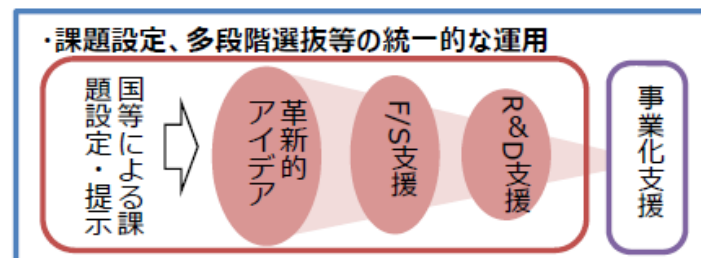 ·課題設定、多段階選抜等の統一的な運用
国等による課
題設定・提示
革新的
アイデア
F/S支援
R&D支援
事業化支援